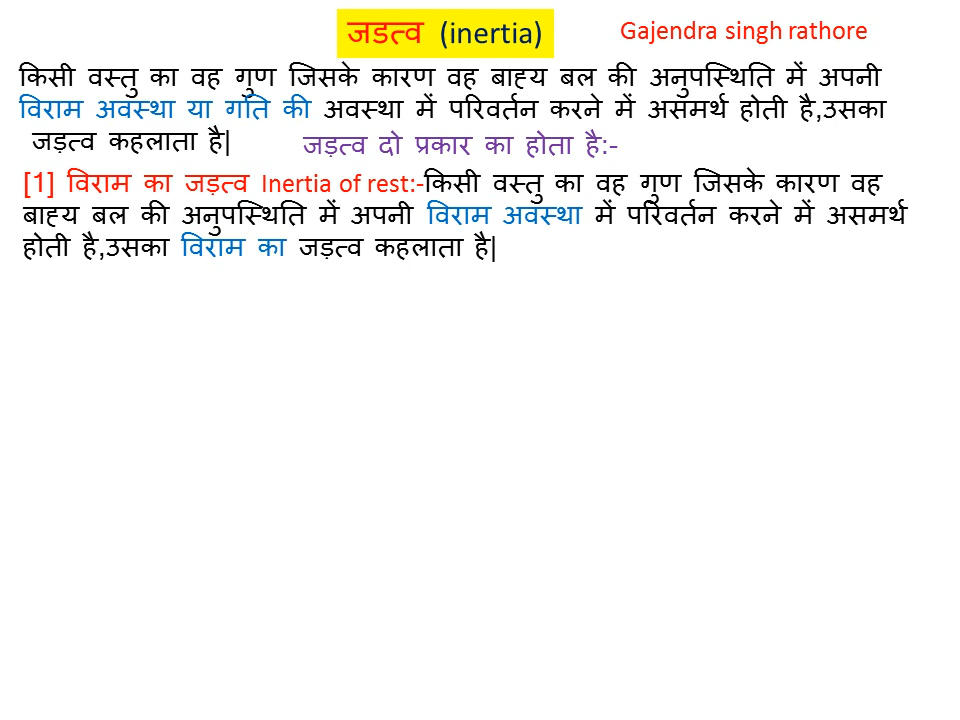 जडत्व (inertia)
Gajendra singh rathore
किसी वस्तु का वह गुण जिसके कारण वह बाह्य बल की अनुपस्थिति में अपनी
विराम अवस्था या गति की अवस्था में परिवर्तन करने में असमर्थ होती है,उसका
जड़त्व कहलाता है|
जड़त्व दो प्रकार का होता है:-
[1] विराम का जड़त्व Inertia of rest:-किसी वस्तु का वह गुण जिसके कारण वह
बाह्य बल की अनुपस्थिति में अपनी विराम अवस्था में परिवर्तन करने में असमर्थ
होती है,उसका विराम का जड़त्व कहलाता है|